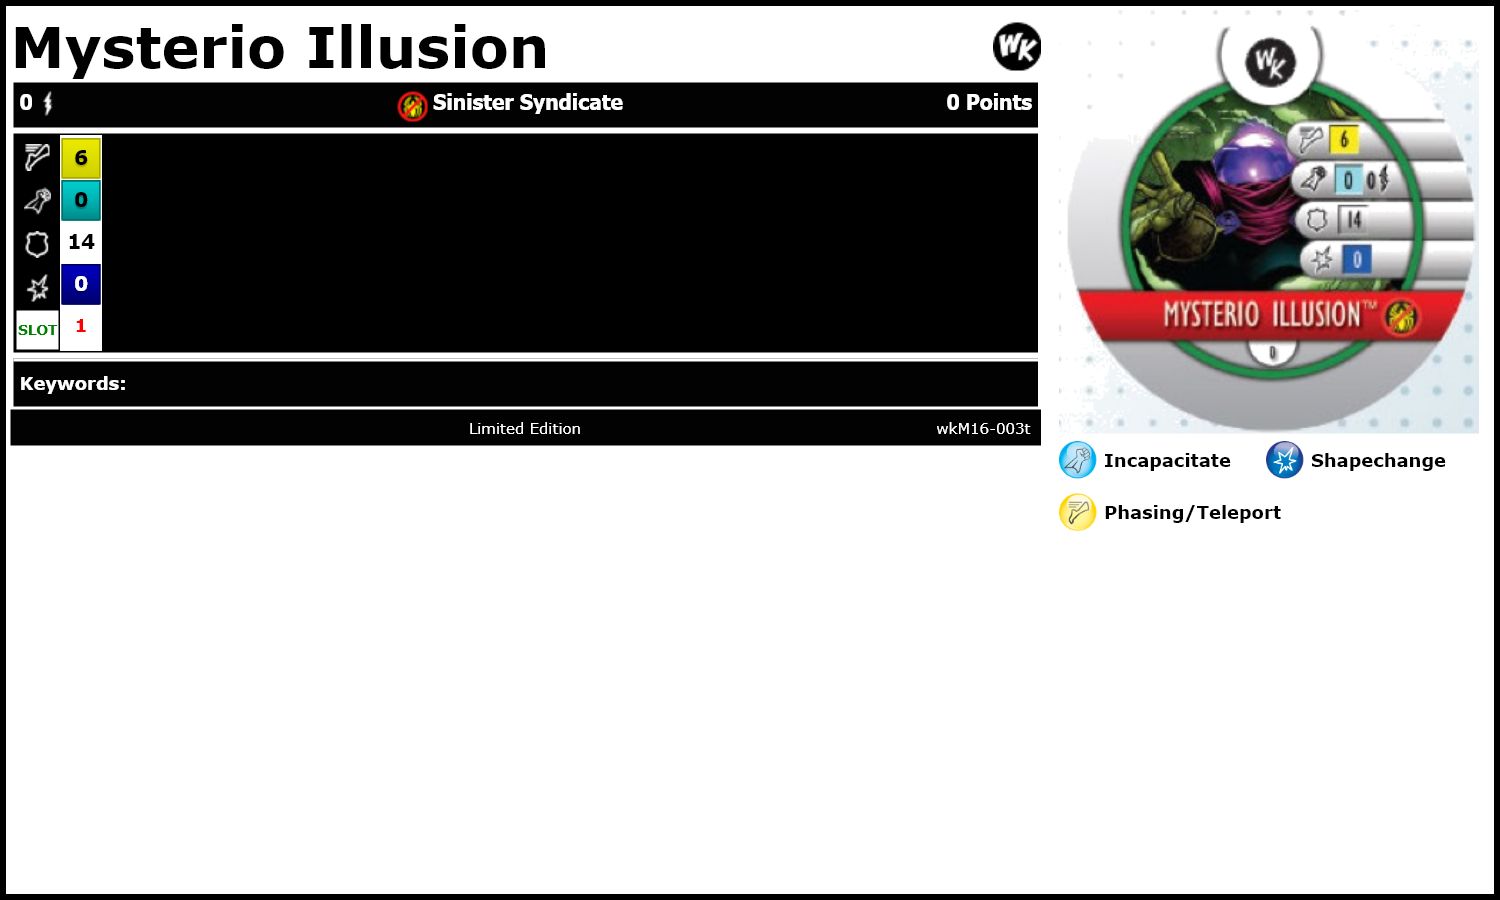 Mysterio Illusion
WK
0 Sinister Syndicate 0 Points
6
0
14
0
SLOT 1
Keywords:
Limited Edition wkM16-003t
WK
6
0 0
14
0
MYSTERIO ILLUSION™
0
Incapacitate Shapechange
Phasing/Teleport